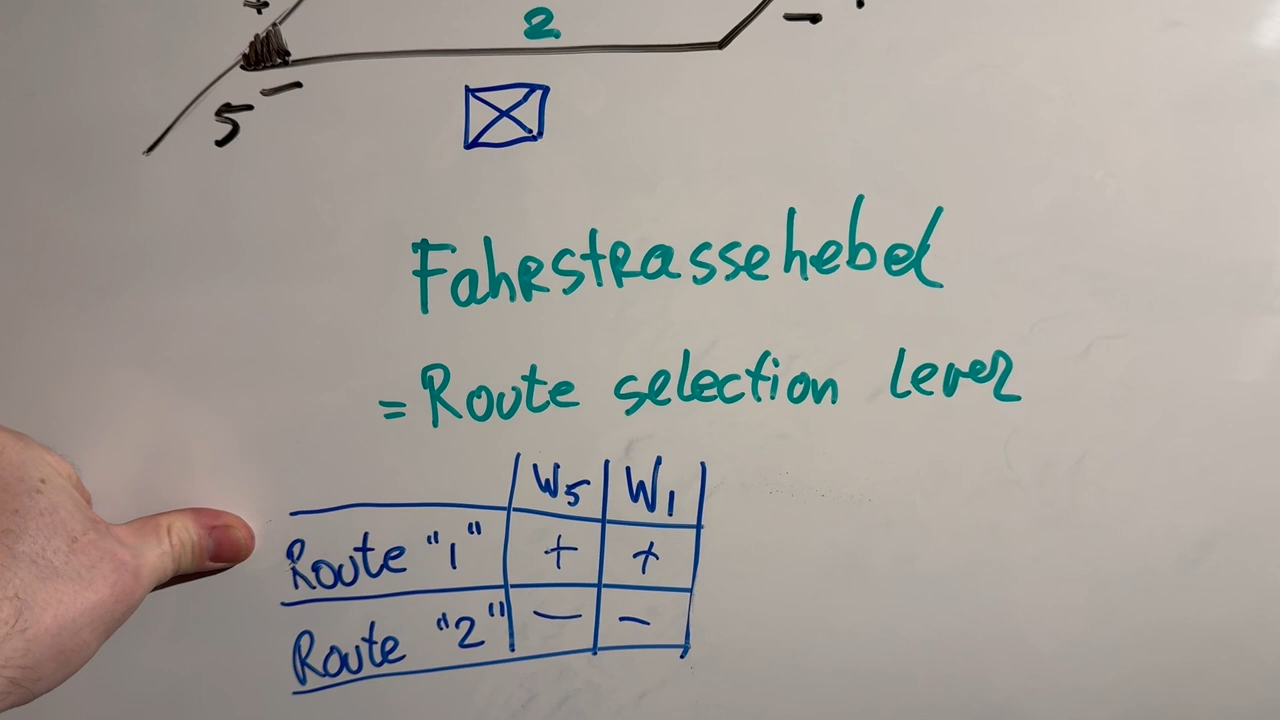 2
-
5 -
Fahrstrassehebel
= Route selection lever
W5 W1
Route "1" + +
Route "2" - -